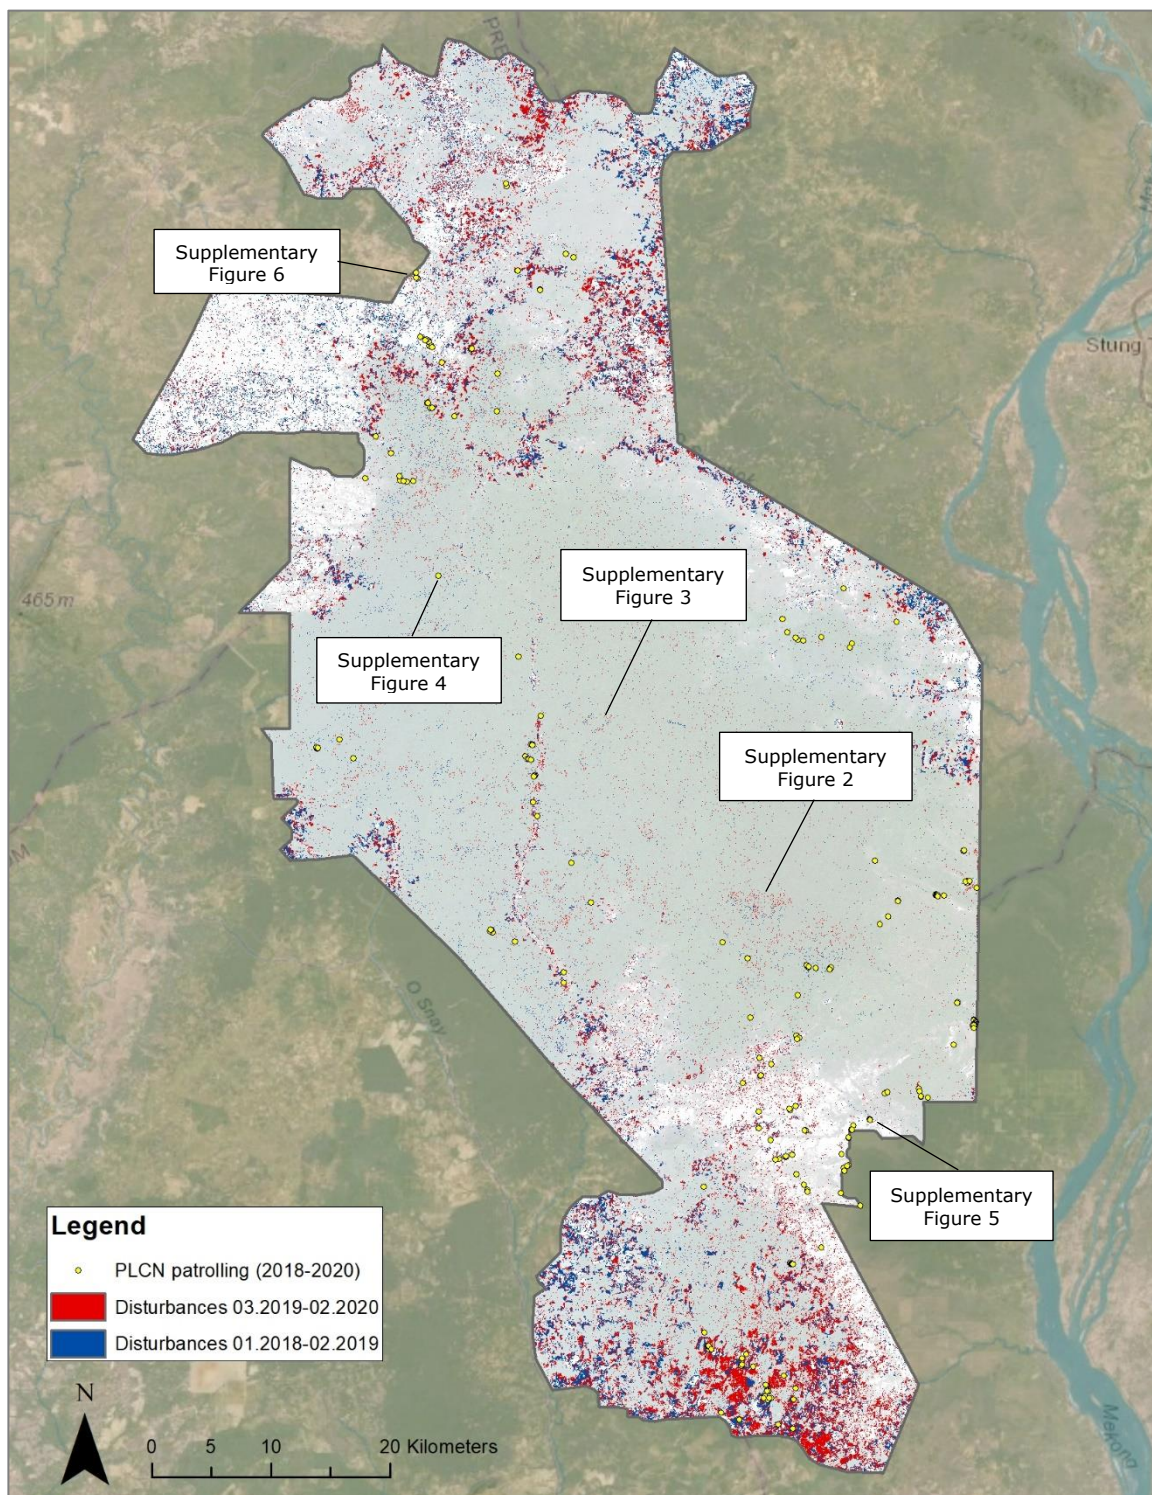 PRE
Supplementary
Figure 6
Stung T
Supplementary
Figure 3
465 m
Supplementary
Figure 4
Supplementary
Figure 2
O Snay
Supplementary
Figure 5
Legend
PLCN patrolling (2018-2020)
Disturbances 03.2019-02.2020
Disturbances 01.2018-02.2019
N
0 5 10 20 Kilometers
Mekong